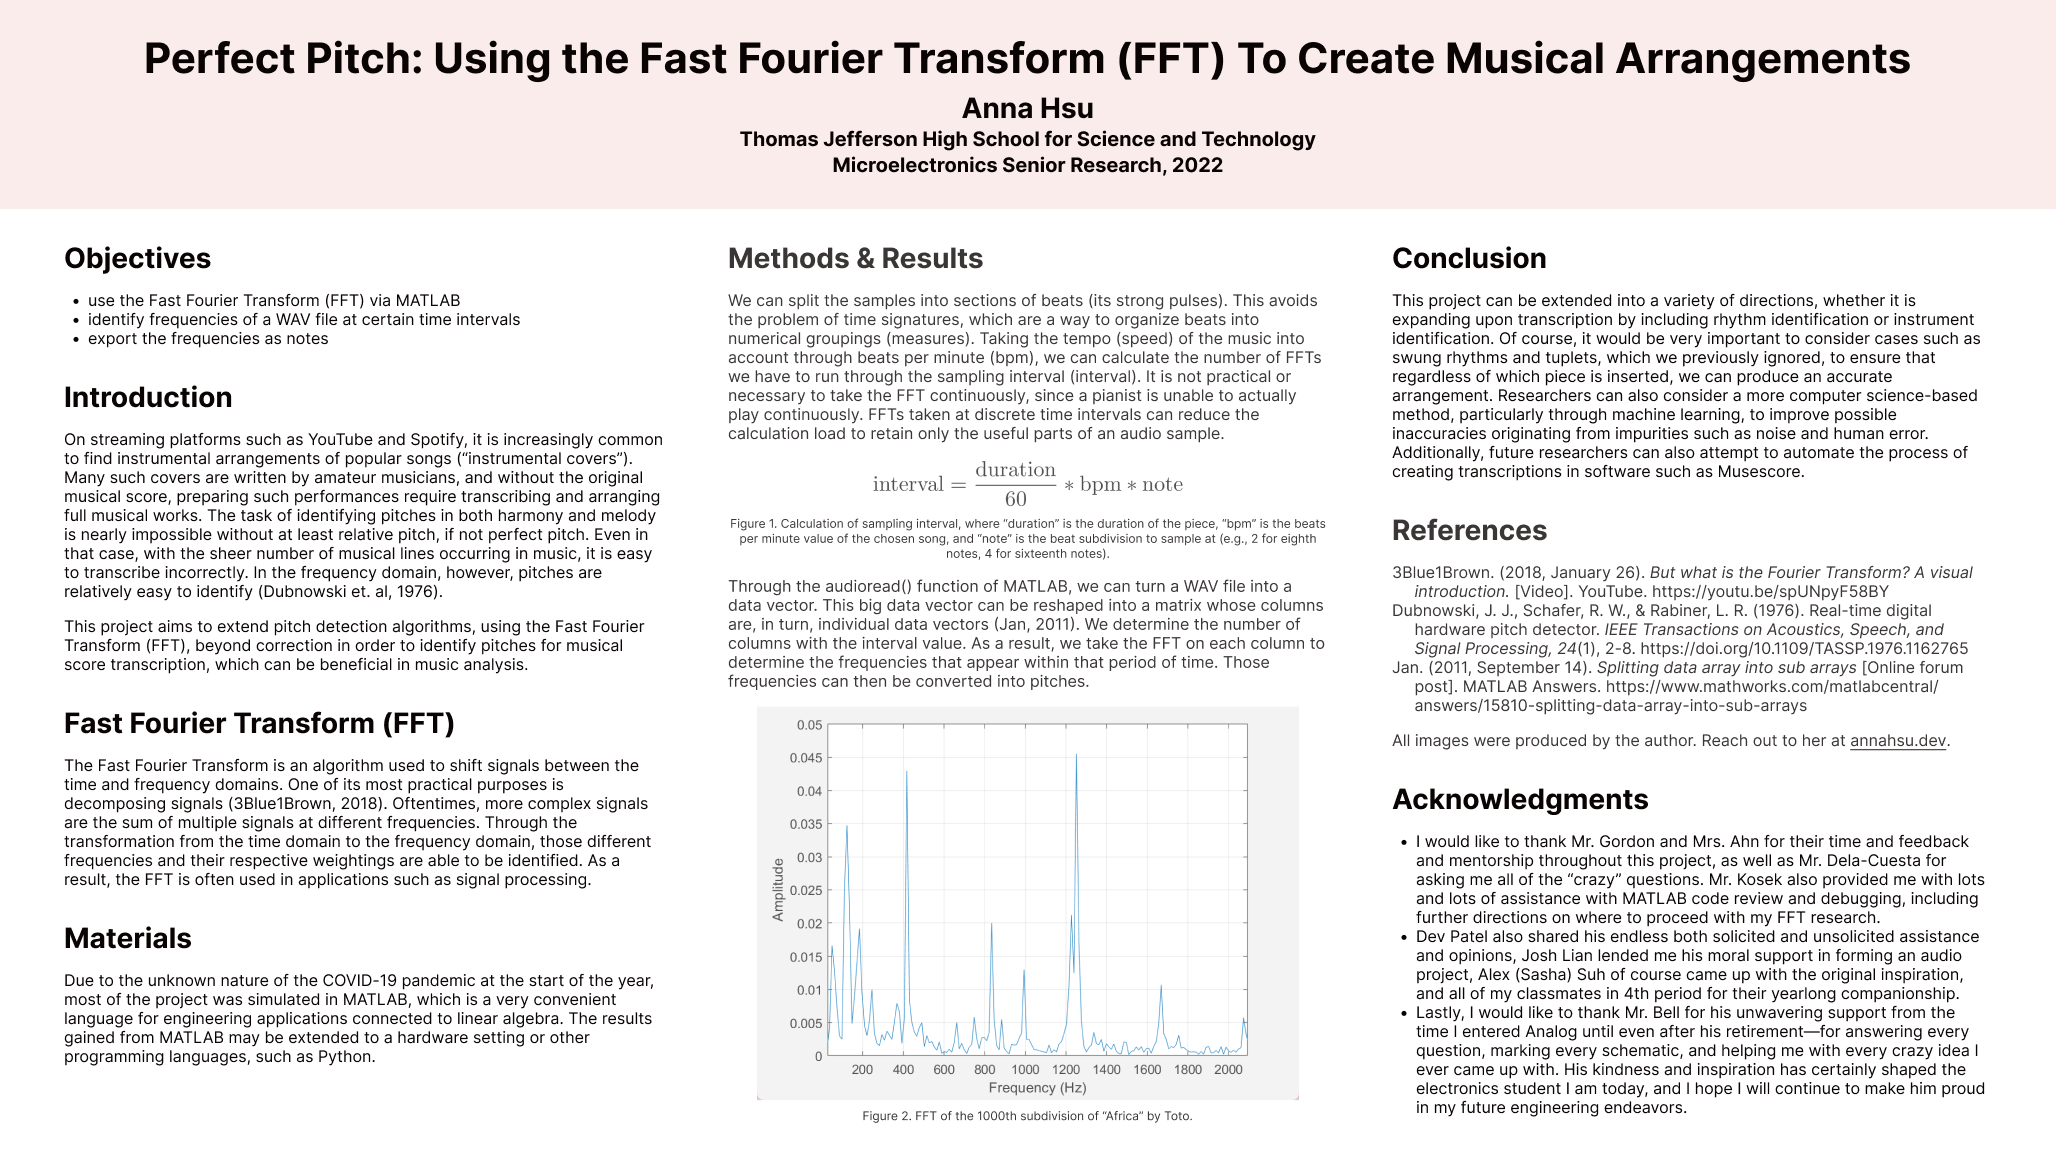 Perfect Pitch: Using the Fast Fourier Transform (FFT) To Create Musical Arrangements
Anna Hsu
Thomas Jefferson High School for Science and Technology
Microelectronics Senior Research, 2022
Objectives
• use the Fast Fourier Transform (FFT) via MATLAB
• identify frequencies of a WAV file at certain time intervals
• export the frequencies as notes
Introduction
On streaming platforms such as YouTube and Spotify, it is increasingly common
to find instrumental arrangements of popular songs (“instrumental covers”).
Many such covers are written by amateur musicians, and without the original
musical score, preparing such performances require transcribing and arranging
full musical works. The task of identifying pitches in both harmony and melody
is nearly impossible without at least relative pitch, if not perfect pitch. Even in
that case, with the sheer number of musical lines occurring in music, it is easy
to transcribe incorrectly. In the frequency domain, however, pitches are
relatively easy to identify (Dubnowski et. al, 1976).
This project aims to extend pitch detection algorithms, using the Fast Fourier
Transform (FFT), beyond correction in order to identify pitches for musical
score transcription, which can be beneficial in music analysis.
Fast Fourier Transform (FFT)
The Fast Fourier Transform is an algorithm used to shift signals between the
time and frequency domains. One of its most practical purposes is
decomposing signals (3Blue1Brown, 2018). Oftentimes, more complex signals
are the sum of multiple signals at different frequencies. Through the
transformation from the time domain to the frequency domain, those different
frequencies and their respective weightings are able to be identified. As a
result, the FFT is often used in applications such as signal processing.
Materials
Due to the unknown nature of the COVID-19 pandemic at the start of the year,
most of the project was simulated in MATLAB, which is a very convenient
language for engineering applications connected to linear algebra. The results
gained from MATLAB may be extended to a hardware setting or other
programming languages, such as Python.
Methods & Results
We can split the samples into sections of beats (its strong pulses). This avoids
the problem of time signatures, which are a way to organize beats into
numerical groupings (measures). Taking the tempo (speed) of the music into
account through beats per minute (bpm), we can calculate the number of FFTs
we have to run through the sampling interval (interval). It is not practical or
necessary to take the FFT continuously, since a pianist is unable to actually
play continuously. FFTs taken at discrete time intervals can reduce the
calculation load to retain only the useful parts of an audio sample.
interval = duration / 60 * bpm * note
Figure 1. Calculation of sampling interval, where “duration” is the duration of the piece, “bpm” is the beats
per minute value of the chosen song, and “note” is the beat subdivision to sample at (e.g., 2 for eighth
notes, 4 for sixteenth notes).
Through the audioread() function of MATLAB, we can turn a WAV file into a
data vector. This big data vector can be reshaped into a matrix whose columns
are, in turn, individual data vectors (Jan, 2011). We determine the number of
columns with the interval value. As a result, we take the FFT on each column to
determine the frequencies that appear within that period of time. Those
frequencies can then be converted into pitches.
0.05
0.045
0.04
0.035
0.03
0.025
0.02
0.015
0.01
0.005
0
Amplitude
200 400 600 800 1000 1200 1400 1600 1800 2000
Frequency (Hz)
Figure 2. FFT of the 1000th subdivision of “Africa” by Toto.
Conclusion
This project can be extended into a variety of directions, whether it is
expanding upon transcription by including rhythm identification or instrument
identification. Of course, it would be very important to consider cases such as
swung rhythms and tuplets, which we previously ignored, to ensure that
regardless of which piece is inserted, we can produce an accurate
arrangement. Researchers can also consider a more computer science-based
method, particularly through machine learning, to improve possible
inaccuracies originating from impurities such as noise and human error.
Additionally, future researchers can also attempt to automate the process of
creating transcriptions in software such as Musescore.
References
3Blue1Brown. (2018, January 26). But what is the Fourier Transform? A visual
introduction. [Video]. YouTube. https://youtu.be/spUNpyF58BY
Dubnowski, J. J., Schafer, R. W., & Rabiner, L. R. (1976). Real-time digital
hardware pitch detector. IEEE Transactions on Acoustics, Speech, and
Signal Processing, 24(1), 2-8. https://doi.org/10.1109/TASSP.1976.1162765
Jan. (2011, September 14). Splitting data array into sub arrays [Online forum
post]. MATLAB Answers. https://www.mathworks.com/matlabcentral/
answers/15810-splitting-data-array-into-sub-arrays
All images were produced by the author. Reach out to her at annahsu.dev.
Acknowledgments
• I would like to thank Mr. Gordon and Mrs. Ahn for their time and feedback
and mentorship throughout this project, as well as Mr. Dela-Cuesta for
asking me all of the “crazy” questions. Mr. Kosek also provided me with lots
and lots of assistance with MATLAB code review and debugging, including
further directions on where to proceed with my FFT research.
• Dev Patel also shared his endless both solicited and unsolicited assistance
and opinions, Josh Lian lended me his moral support in forming an audio
project, Alex (Sasha) Suh of course came up with the original inspiration,
and all of my classmates in 4th period for their yearlong companionship.
• Lastly, I would like to thank Mr. Bell for his unwavering support from the
time I entered Analog until even after his retirement—for answering every
question, marking every schematic, and helping me with every crazy idea I
ever came up with. His kindness and inspiration has certainly shaped the
electronics student I am today, and I hope I will continue to make him proud
in my future engineering endeavors.